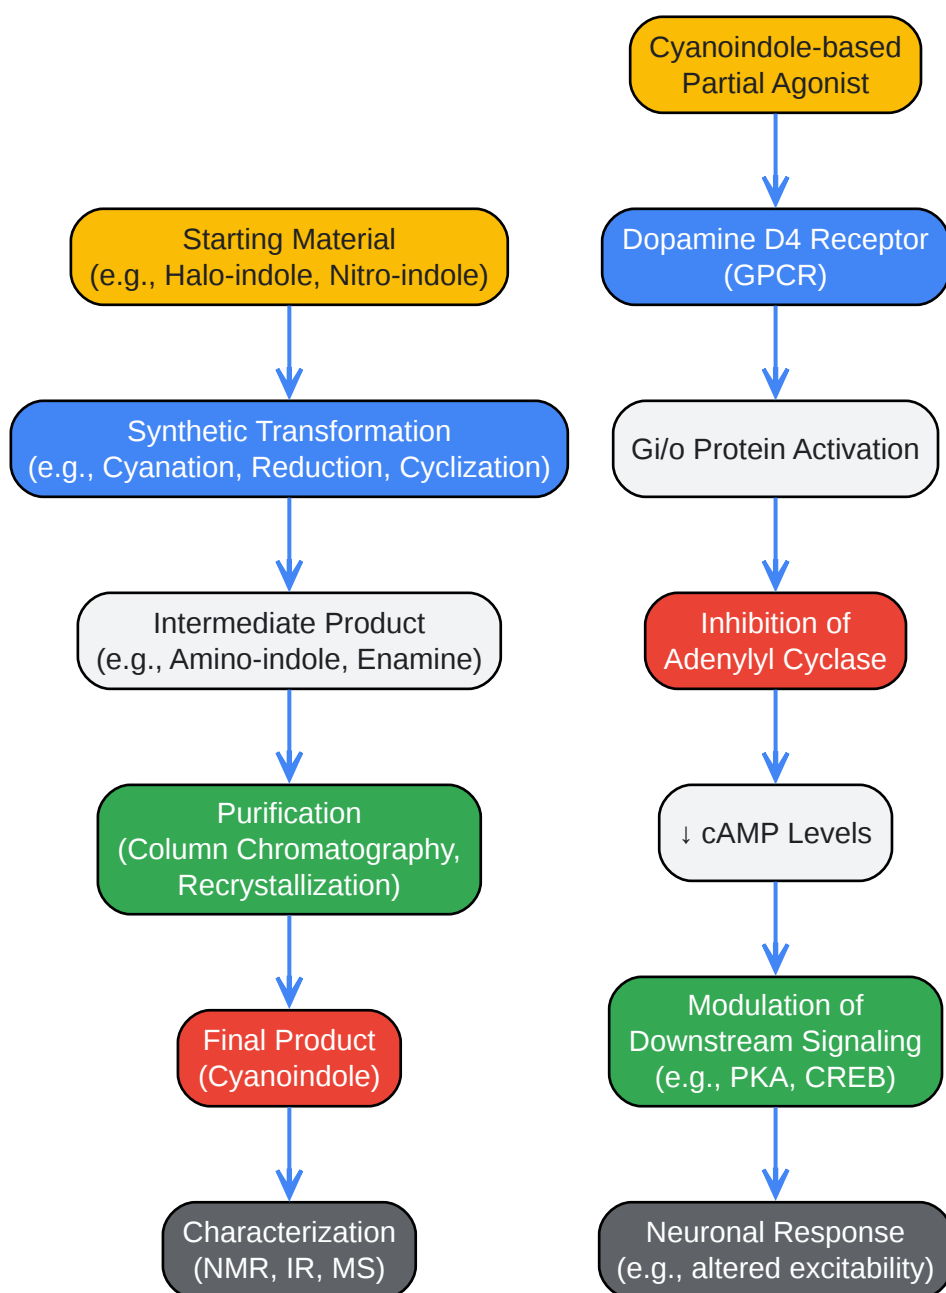 Starting Material
(e.g., Halo-indole, Nitro-indole)
Synthetic Transformation
(e.g., Cyanation, Reduction, Cyclization)
Intermediate Product
(e.g., Amino-indole, Enamine)
Purification
(Column Chromatography,
Recrystallization)
Final Product
(Cyanoindole)
Characterization
(NMR, IR, MS)
Cyanoindole-based
Partial Agonist
Dopamine D4 Receptor
(GPCR)
Gi/o Protein Activation
Inhibition of
Adenylyl Cyclase
↓ cAMP Levels
Modulation of
Downstream Signaling
(e.g., PKA, CREB)
Neuronal Response
(e.g., altered excitability)